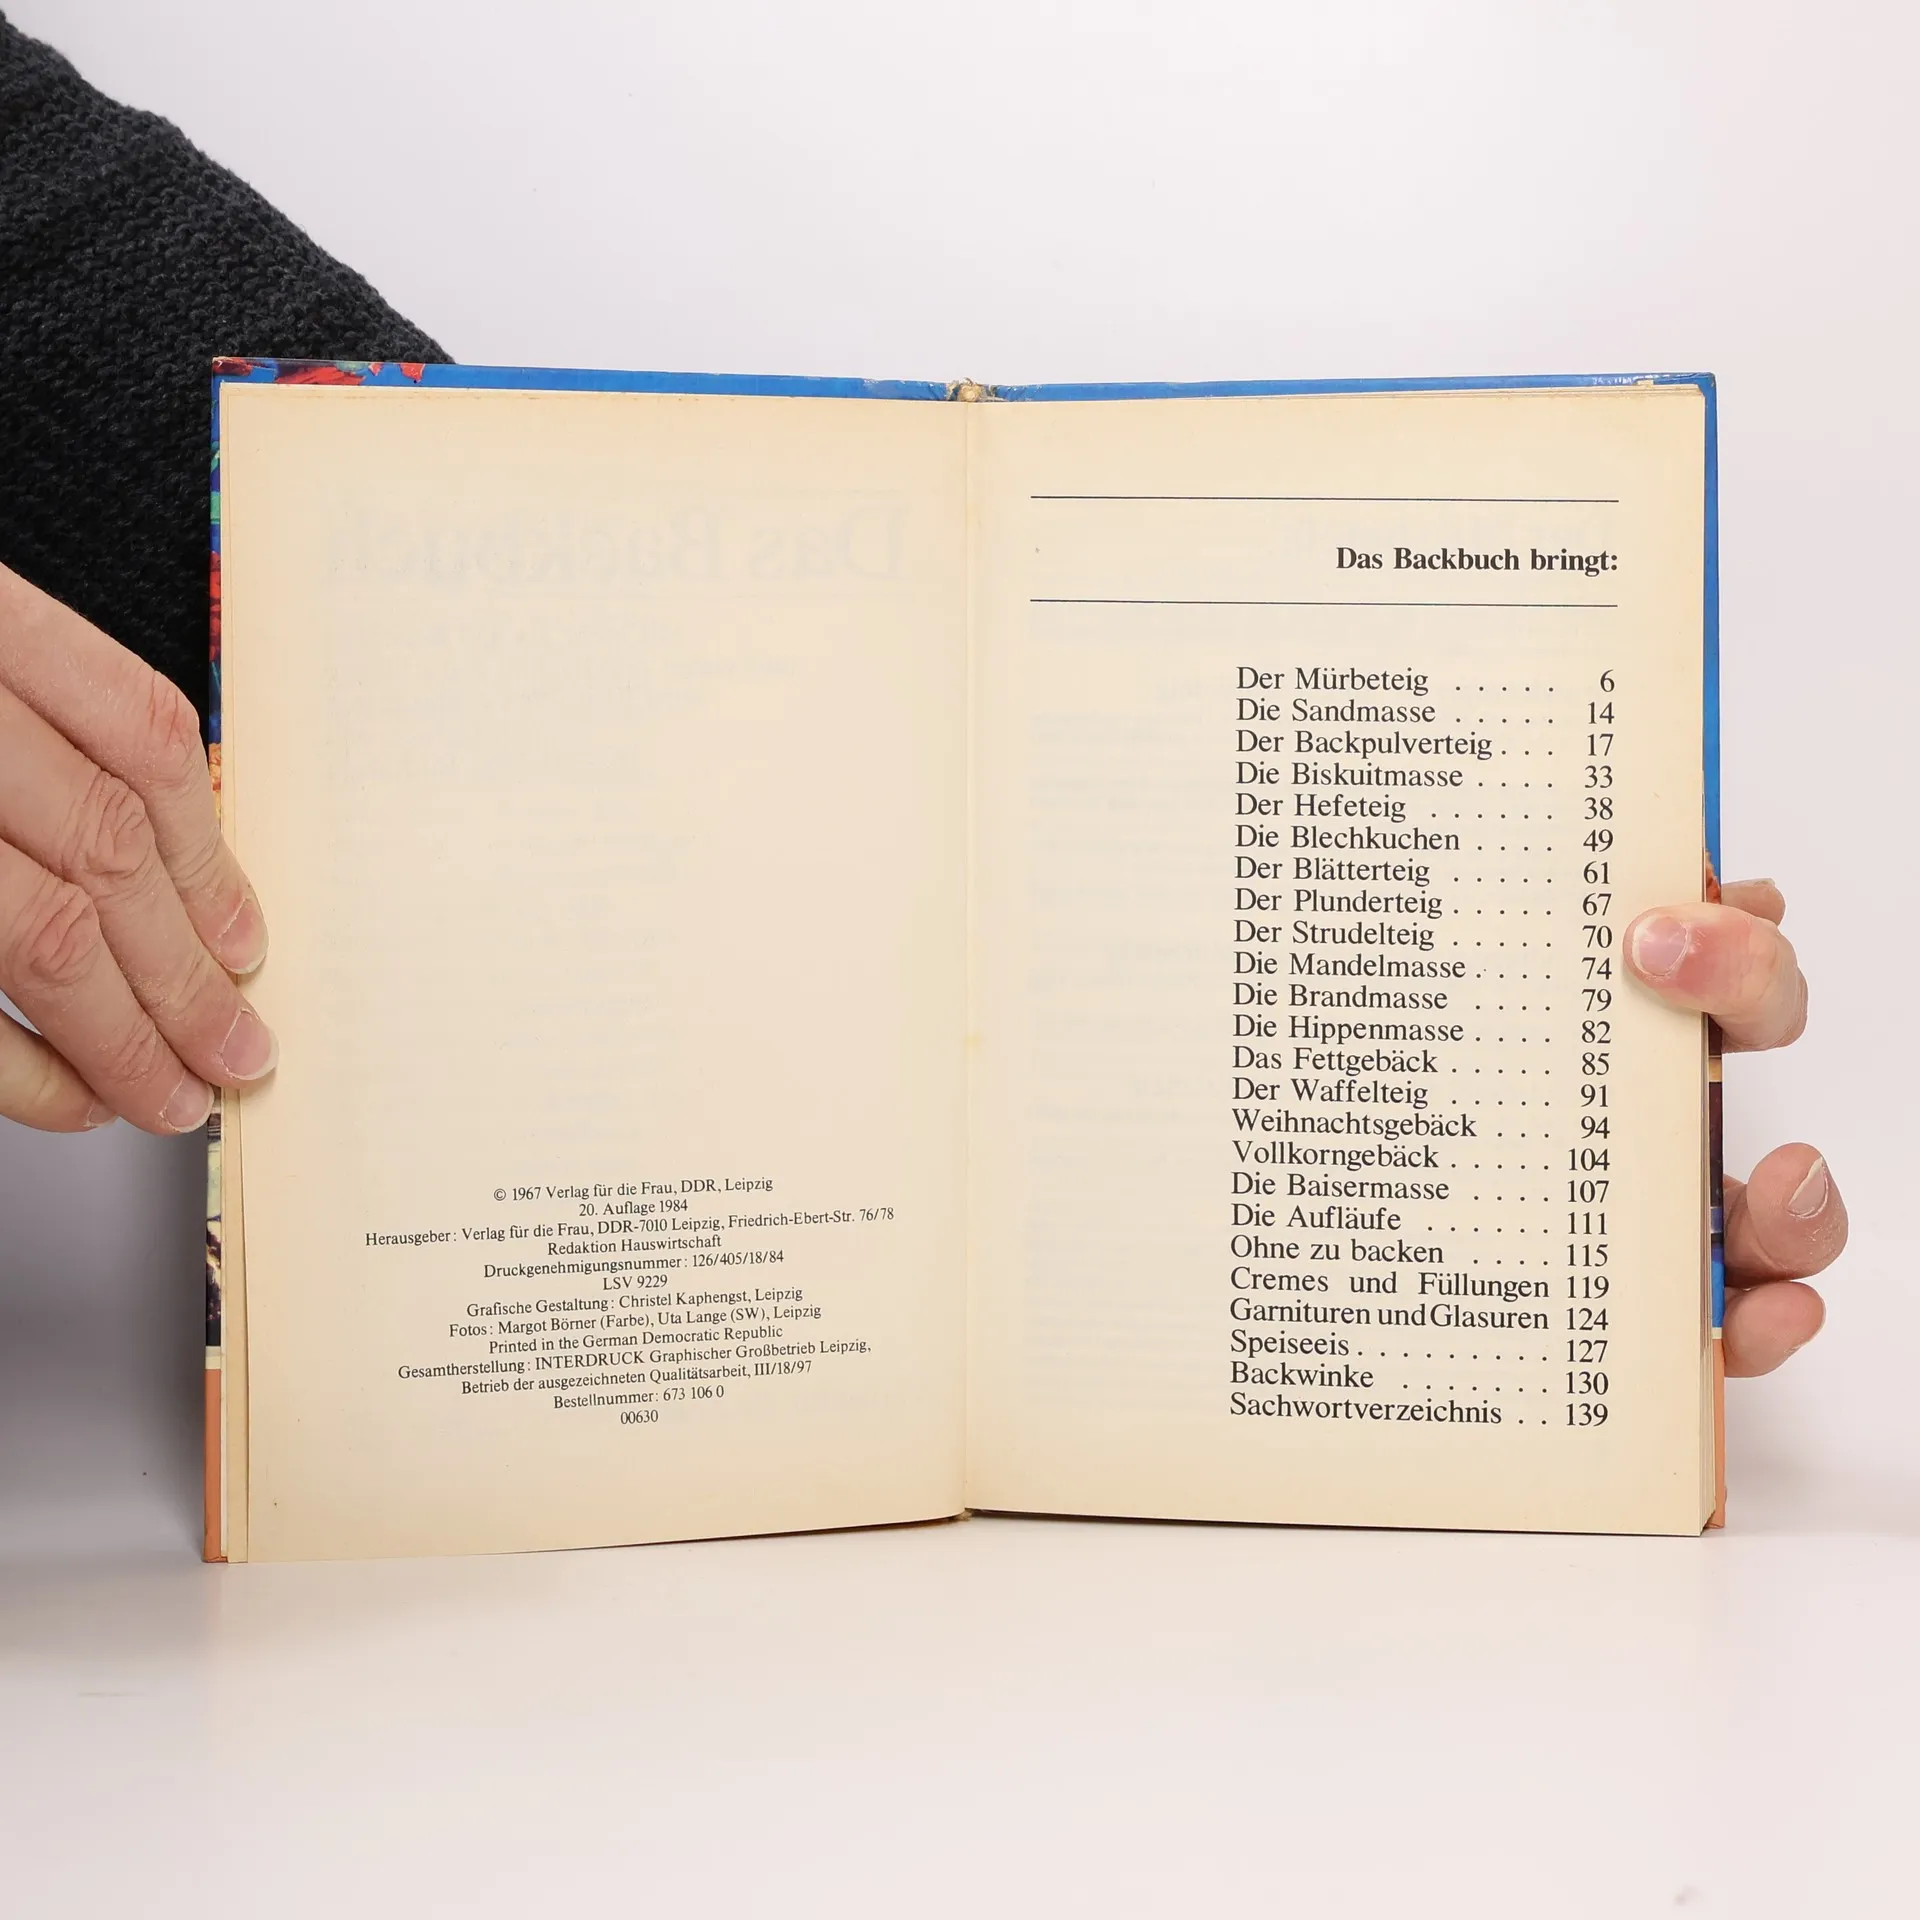 © 1967 Verlag für die Frau, DDR, Leipzig
20. Auflage 1984
Herausgeber: Verlag für die Frau, DDR-7010 Leipzig, Friedrich-Ebert-Str. 76/78
Redaktion Hauswirtschaft
Druckgenehmigungsnummer: 126/405/18/84
LSV 9229
Grafische Gestaltung: Christel Kaphengst, Leipzig
Fotos: Margot Börner (Farbe), Uta Lange (SW), Leipzig
Printed in the German Democratic Republic
Gesamtherstellung: INTERDRUCK Graphischer Großbetrieb Leipzig,
Betrieb der ausgezeichneten Qualitätsarbeit, III/18/97
Bestellnummer: 673 106 0
00630
Das Backbuch bringt:
Der Mürbeteig . . . . . 6
Die Sandmasse . . . . . 14
Der Backpulverteig . . . 17
Die Biskuitmasse . . . . 33
Der Hefeteig . . . . . . 38
Die Blechkuchen . . . . 49
Der Blätterteig . . . . . 61
Der Plunderteig . . . . . 67
Der Strudelteig . . . . . 70
Die Mandelmasse . . . . 74
Die Brandmasse . . . . 79
Die Hippenmasse . . . . 82
Das Fettgebäck . . . . . 85
Der Waffelteig . . . . . 91
Weihnachtsgebäck . . . 94
Vollkorngebäck . . . . . 104
Die Baisermasse . . . . 107
Die Aufläufe . . . . . . 111
Ohne zu backen . . . . 115
Cremes und Füllungen 119
Garnituren und Glasuren 124
Speiseeis . . . . . . . . . 127
Backwinke . . . . . . . 130
Sachwortverzeichnis . . 139